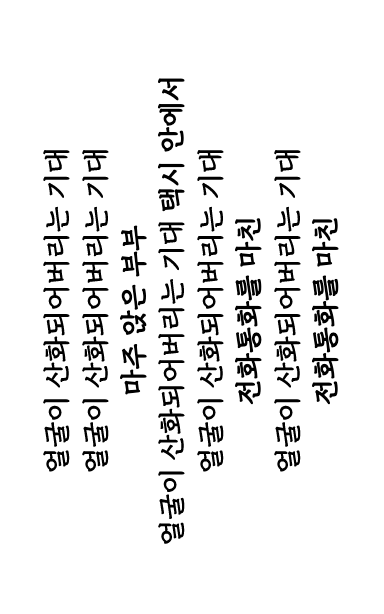 얼굴이 산화되어버리는 기대
얼굴이 산화되어버리는 기대
마주 앉은 부부
얼굴이 산화되어버리는 기대 택시 안에서
얼굴이 산화되어버리는 기대
전화통화를 마친
얼굴이 산화되어버리는 기대
전화통화를 마친